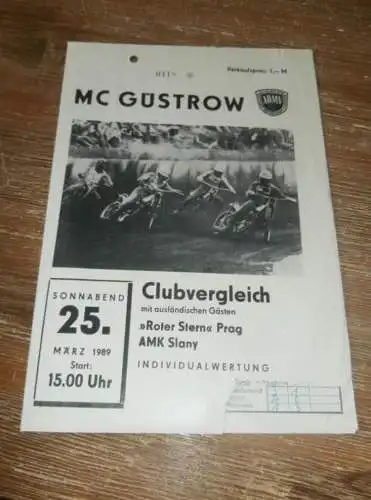 Verkaufspreis: 1,— M
MC GÜSTROW
ADMV
SONNABEND
25.
MÄRZ 1989
Start:
15.00 Uhr
Clubvergleich
mit ausländischen Gästen
»Roter Stern« Prag
AMK Slany
INDIVIDUALWERTUNG